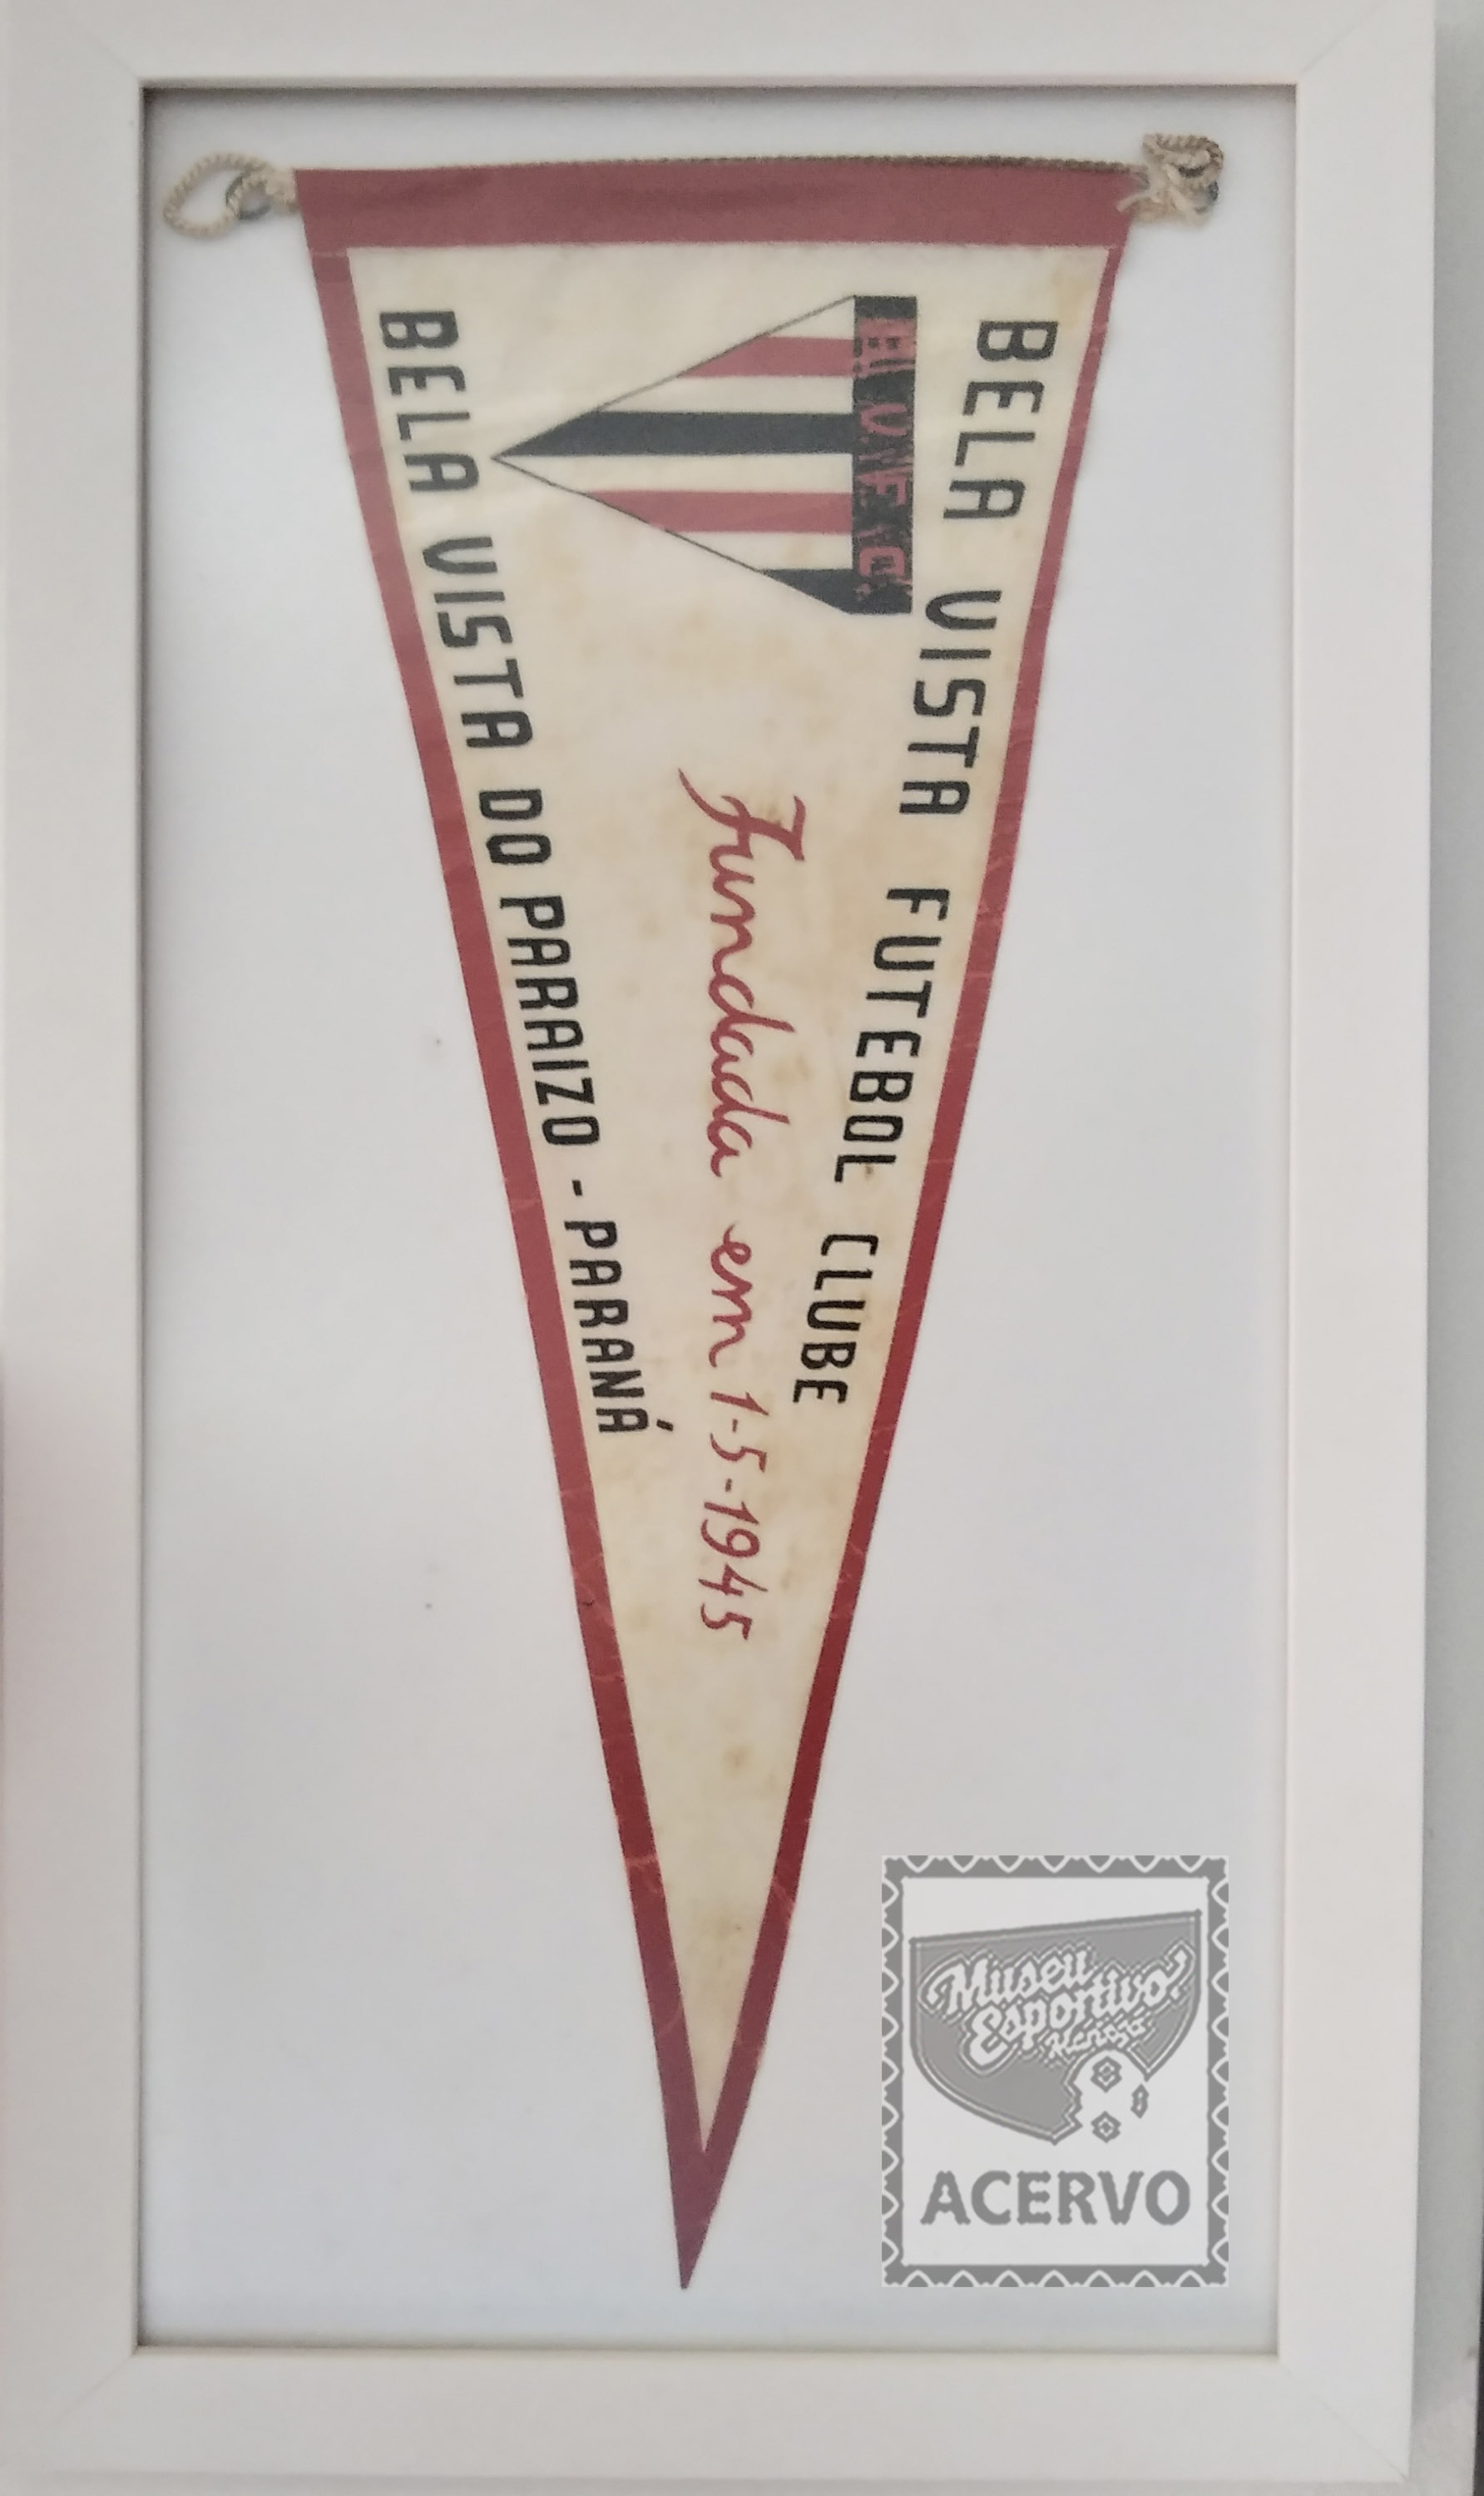 BELA VISTA FUTEBOL CLUBE
Fundada em 1-5-1945
BELA VISTA DO PARAIZO - PARANÁ
Museu
Esportivo
ACERVO